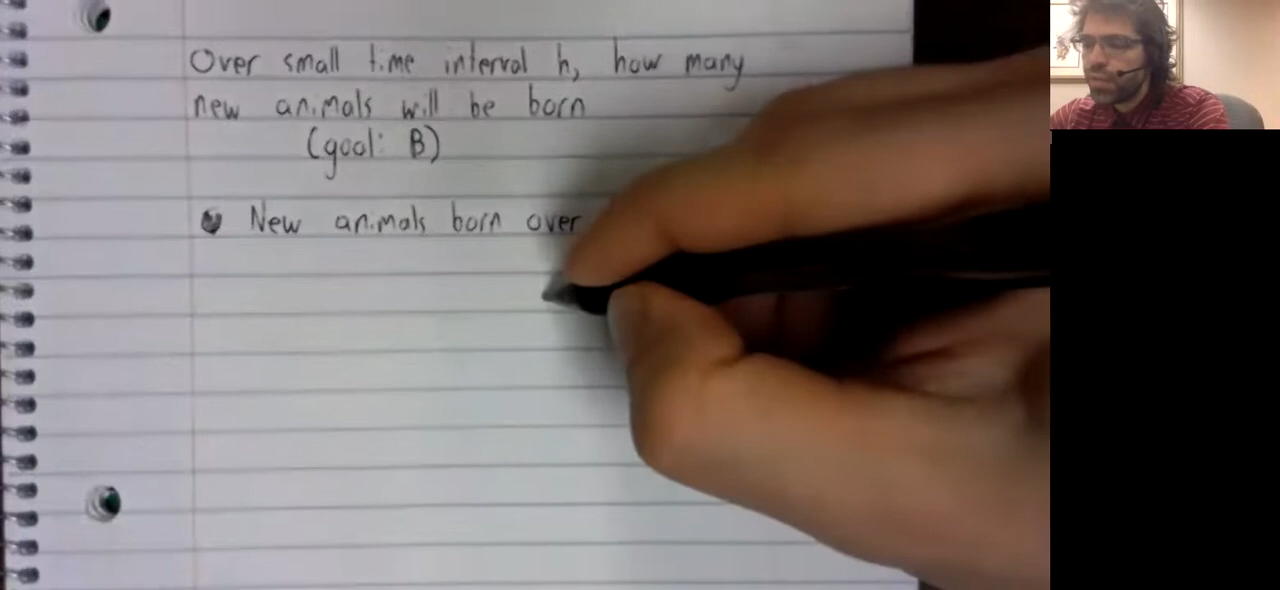 Over small time interval h, how many
new animals will be born
(goal: B)
New animals born over